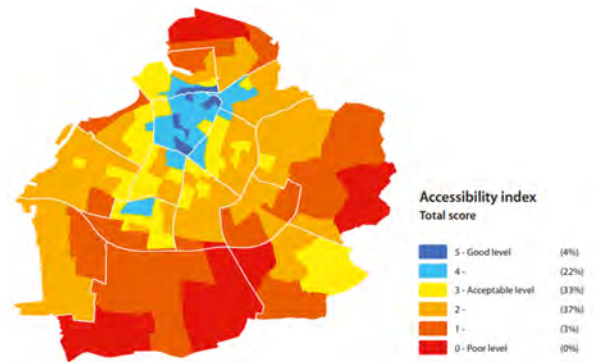 Accessibility index
Total score
5 - Good level (4%)
4 - (22%)
3 - Acceptable level (33%)
2 - (37%)
1 - (3%)
0 - Poor level (0%)